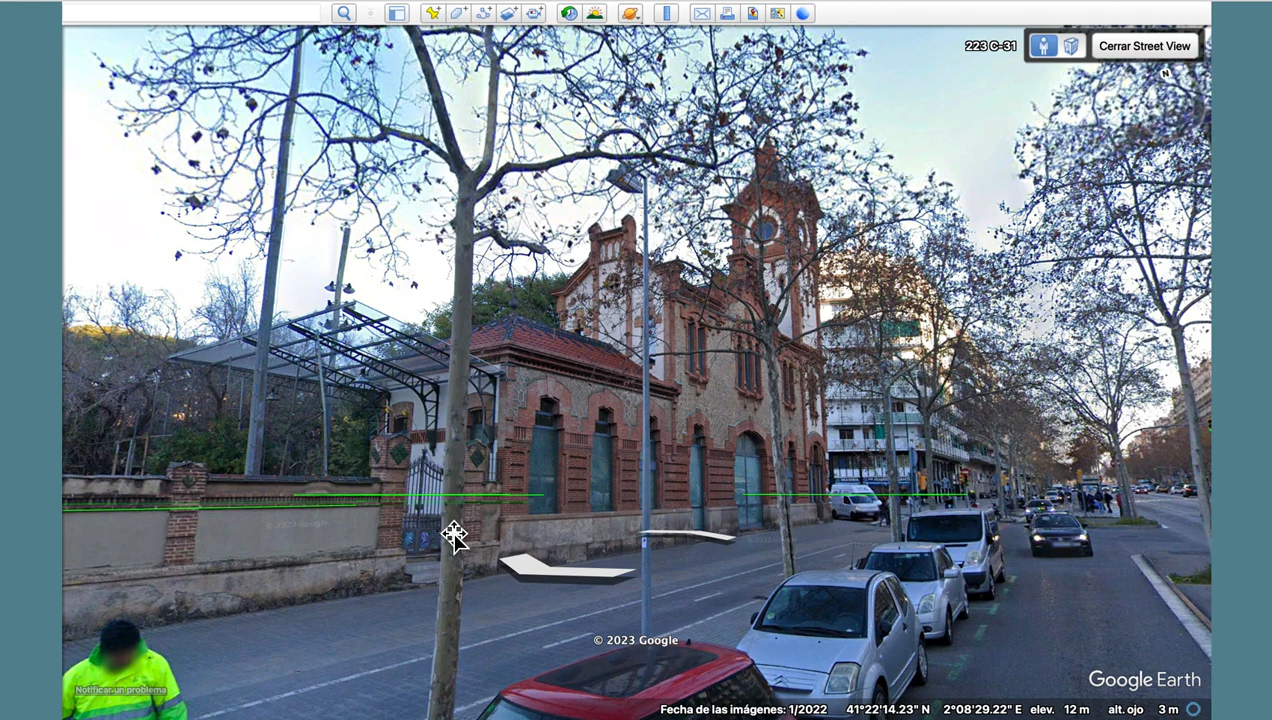 223 C-31
Cerrar Street View
N
© 2023 Google
© 2023 Google
Notificar un problema
Google Earth
Fecha de las imágenes: 1/2022 41°22'14.23" N 2°08'29.22" E elev. 12 m alt. ojo 3 m